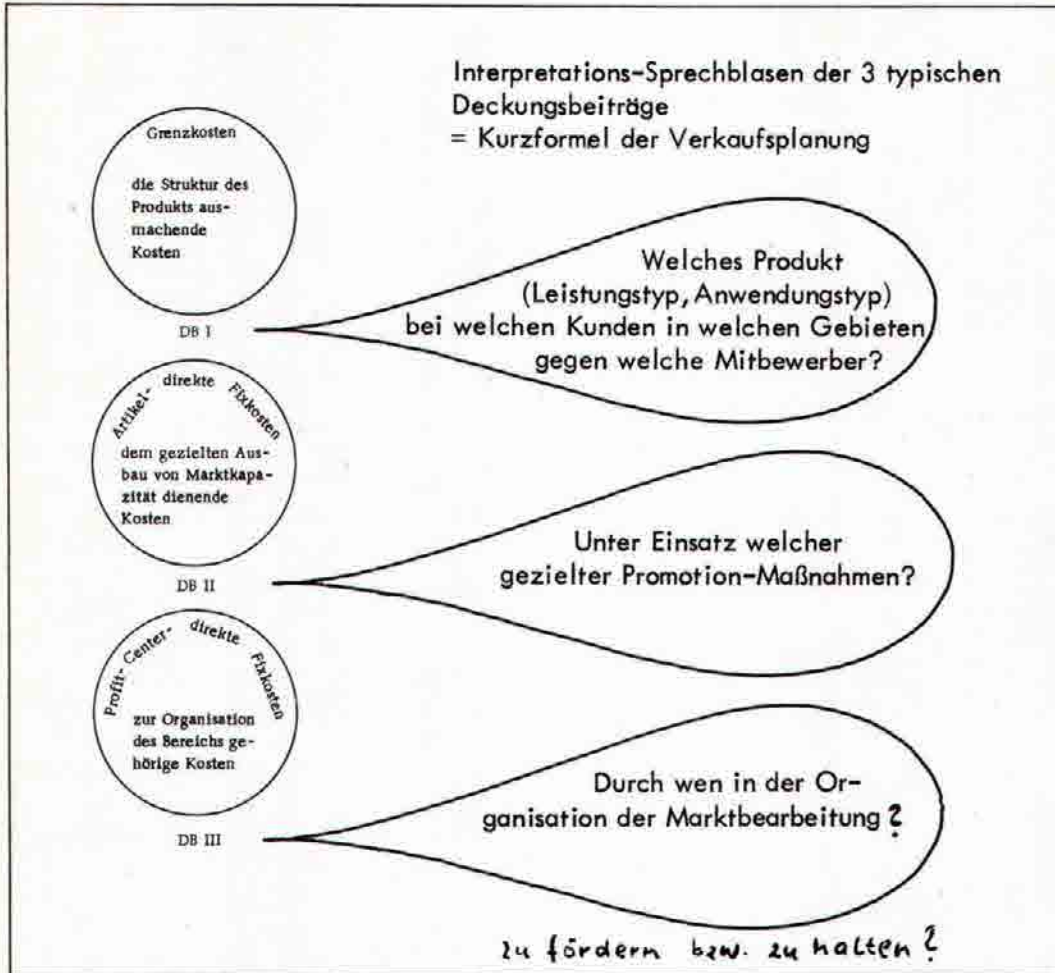 Interpretations-Sprechblasen der 3 typischen
Deckungsbeiträge
= Kurzformel der Verkaufsplanung
Grenzkosten
die Struktur des
Produkts aus-
machende
Kosten
DB I
Welches Produkt
(Leistungstyp, Anwendungstyp)
bei welchen Kunden in welchen Gebieten
gegen welche Mitbewerber?
Artikel- direkte Fixkosten
dem gezielten Aus-
bau von Marktkapa-
zität dienende
Kosten
DB II
Unter Einsatz welcher
gezielter Promotion-Maßnahmen?
Profit-Center- direkte Fixkosten
zur Organisation
des Bereichs ge-
hörige Kosten
DB III
Durch wen in der Or-
ganisation der Marktbearbeitung?
zu fördern bzw. zu halten?